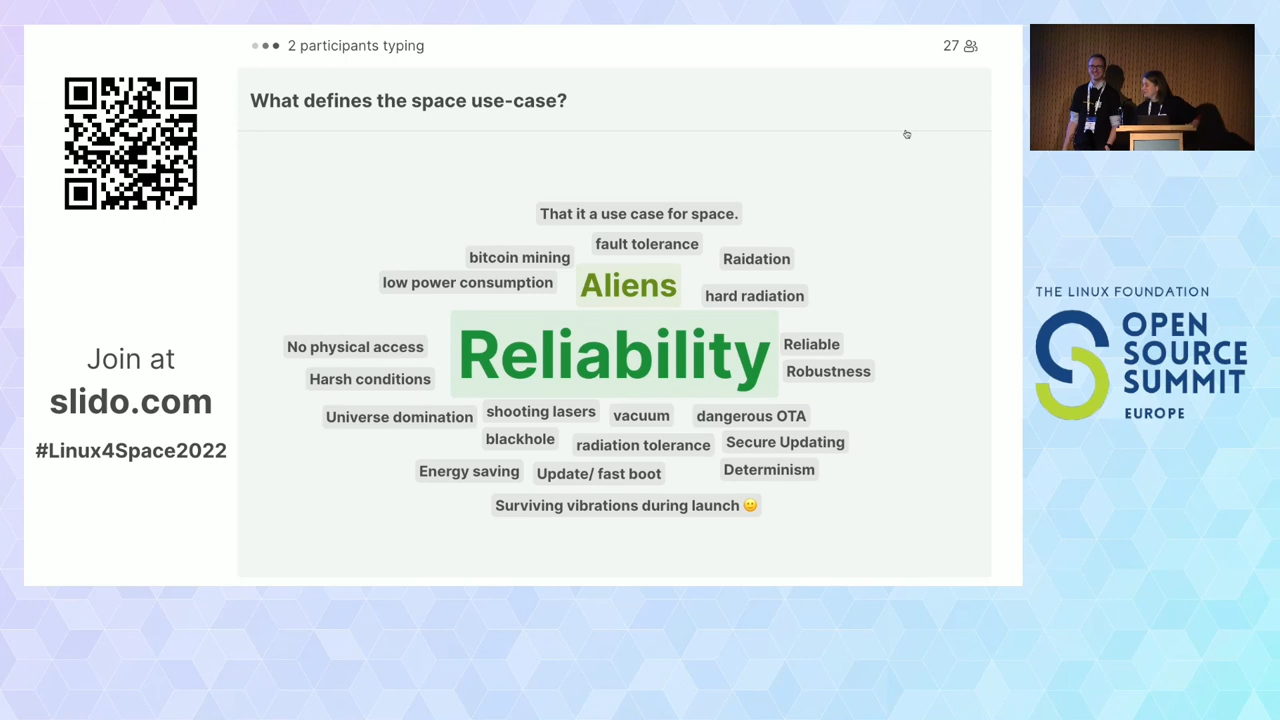 2 participants typing
27
What defines the space use-case?
That it a use case for space.
fault tolerance
bitcoin mining
Raidation
low power consumption
Aliens
hard radiation
No physical access
Reliability
Reliable
Harsh conditions
Robustness
Universe domination
shooting lasers
vacuum
dangerous OTA
blackhole
radiation tolerance
Secure Updating
Energy saving
Update/ fast boot
Determinism
Surviving vibrations during launch 😐
Join at
slido.com
#Linux4Space2022
THE LINUX FOUNDATION
OPEN
SOURCE
SUMMIT
EUROPE